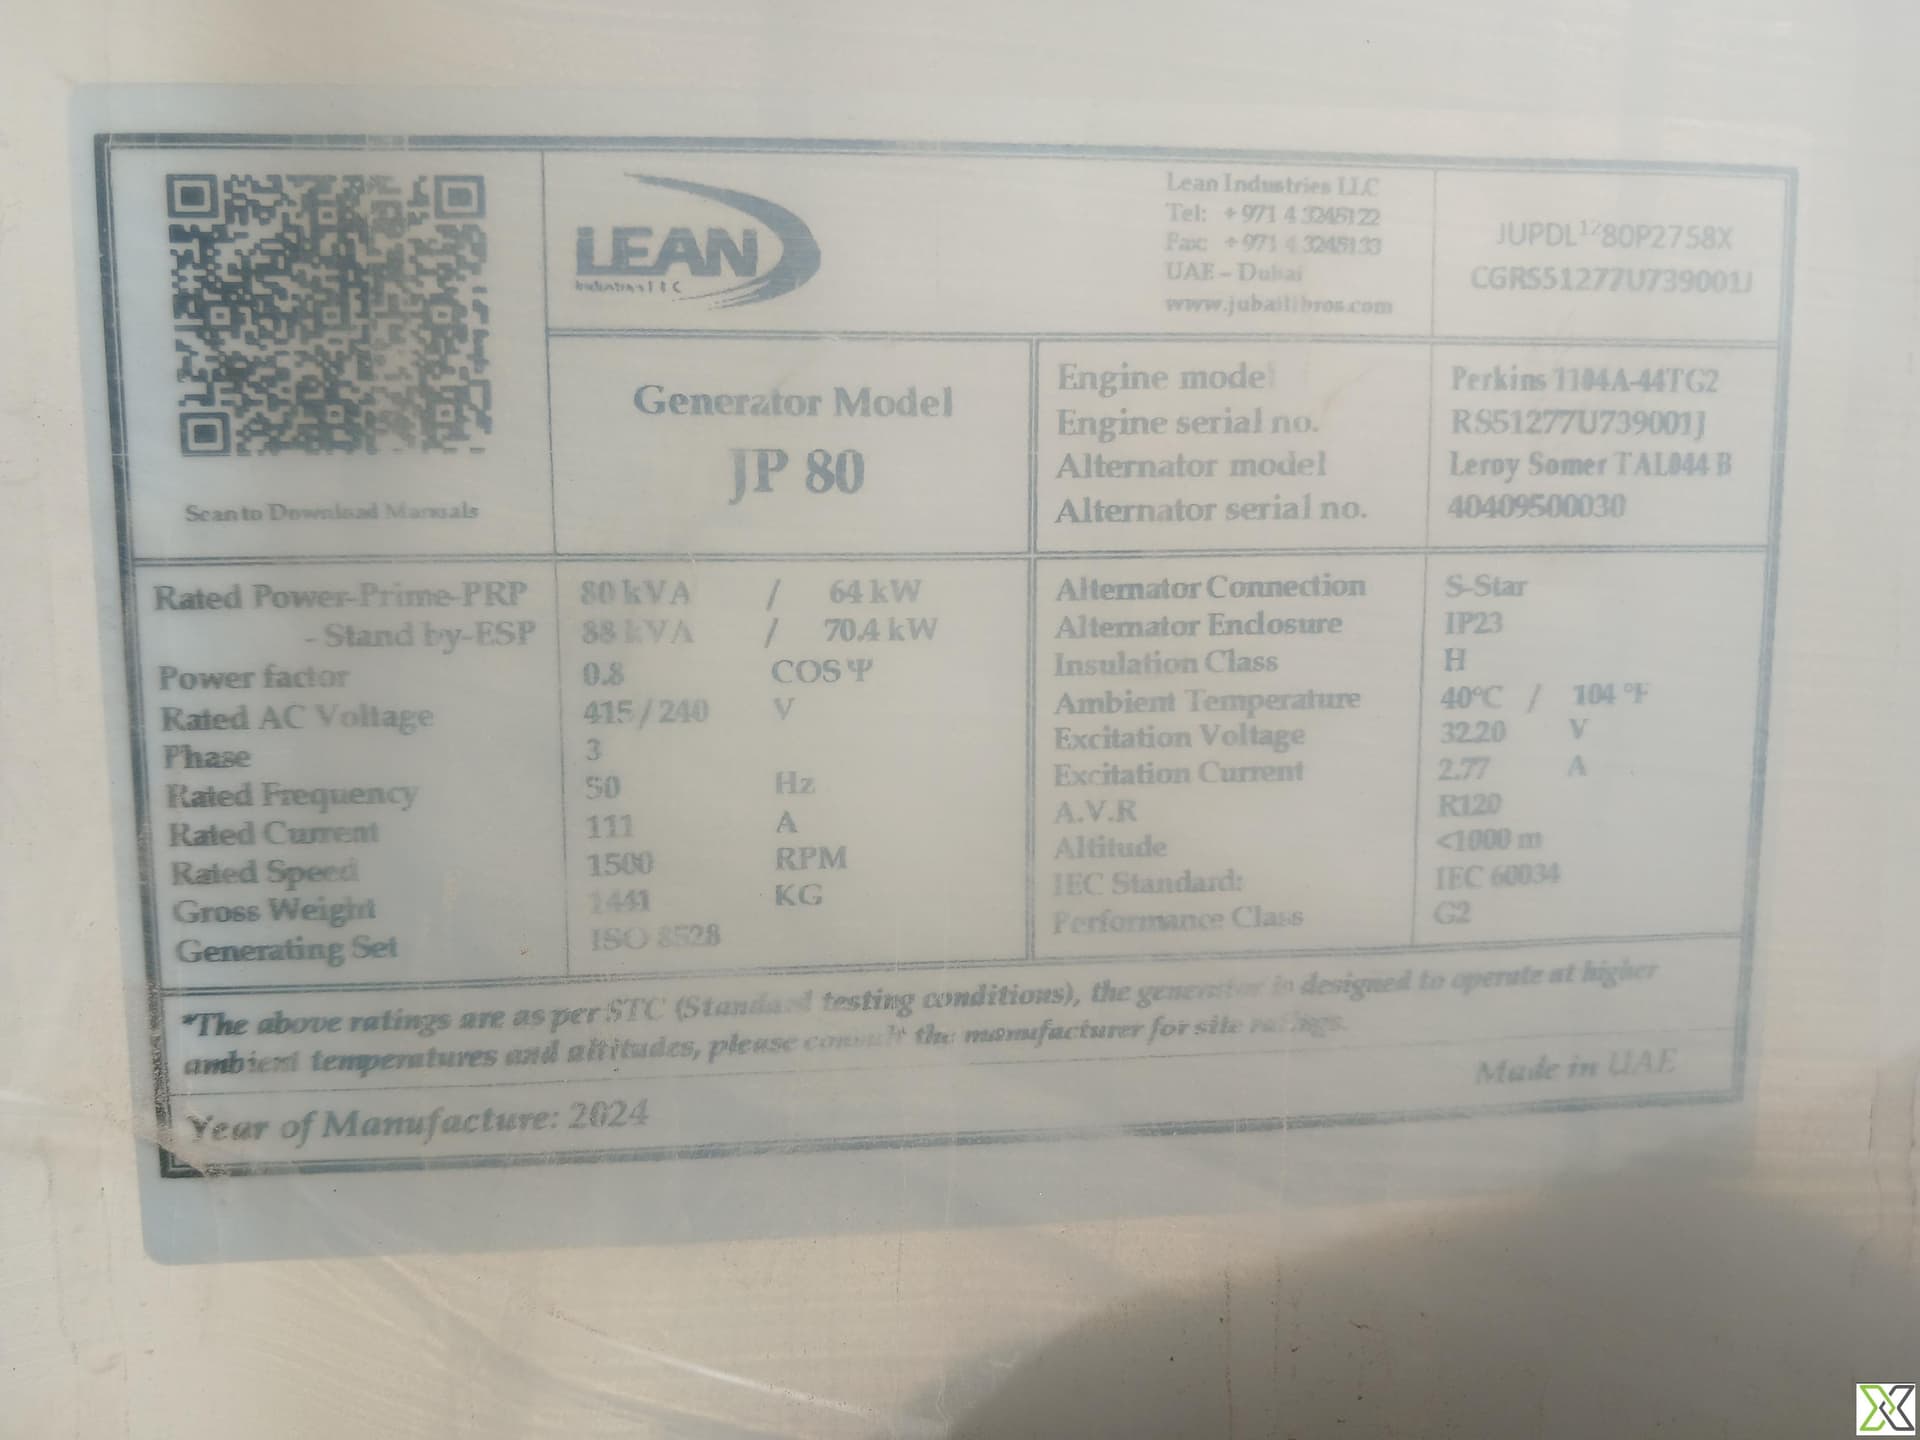 Scan to Download Manuals
LEAN
Industries LLC
Lean Industries LLC
Tel: +971 4 3245122
Fax: +971 4 3245133
UAE – Dubai
www.jubailibros.com
JUPDL¹²80P2758X
CGRS51277U739001J
Generator Model
JP 80
Engine model Perkins 1104A-44TG2
Engine serial no. RS51277U739001J
Alternator model Leroy Somer TAL044 B
Alternator serial no. 40409500030
Rated Power-Prime-PRP 80 kVA / 64 kW
- Stand by-ESP 88 kVA / 70.4 kW
Power factor 0.8 COS Ψ
Rated AC Voltage 415 / 240 V
Phase 3
Rated Frequency 50 Hz
Rated Current 111 A
Rated Speed 1500 RPM
Gross Weight 1441 KG
Generating Set ISO 8528
Alternator Connection S-Star
Alternator Enclosure IP23
Insulation Class H
Ambient Temperature 40°C / 104 °F
Excitation Voltage 32.20 V
Excitation Current 2.77 A
A.V.R R120
Altitude <1000 m
IEC Standard: IEC 60034
Performance Class G2
*The above ratings are as per STC (Standard testing conditions), the generator is designed to operate at higher
ambient temperatures and altitudes, please consult the manufacturer for site ratings.
Made in UAE
Year of Manufacture: 2024